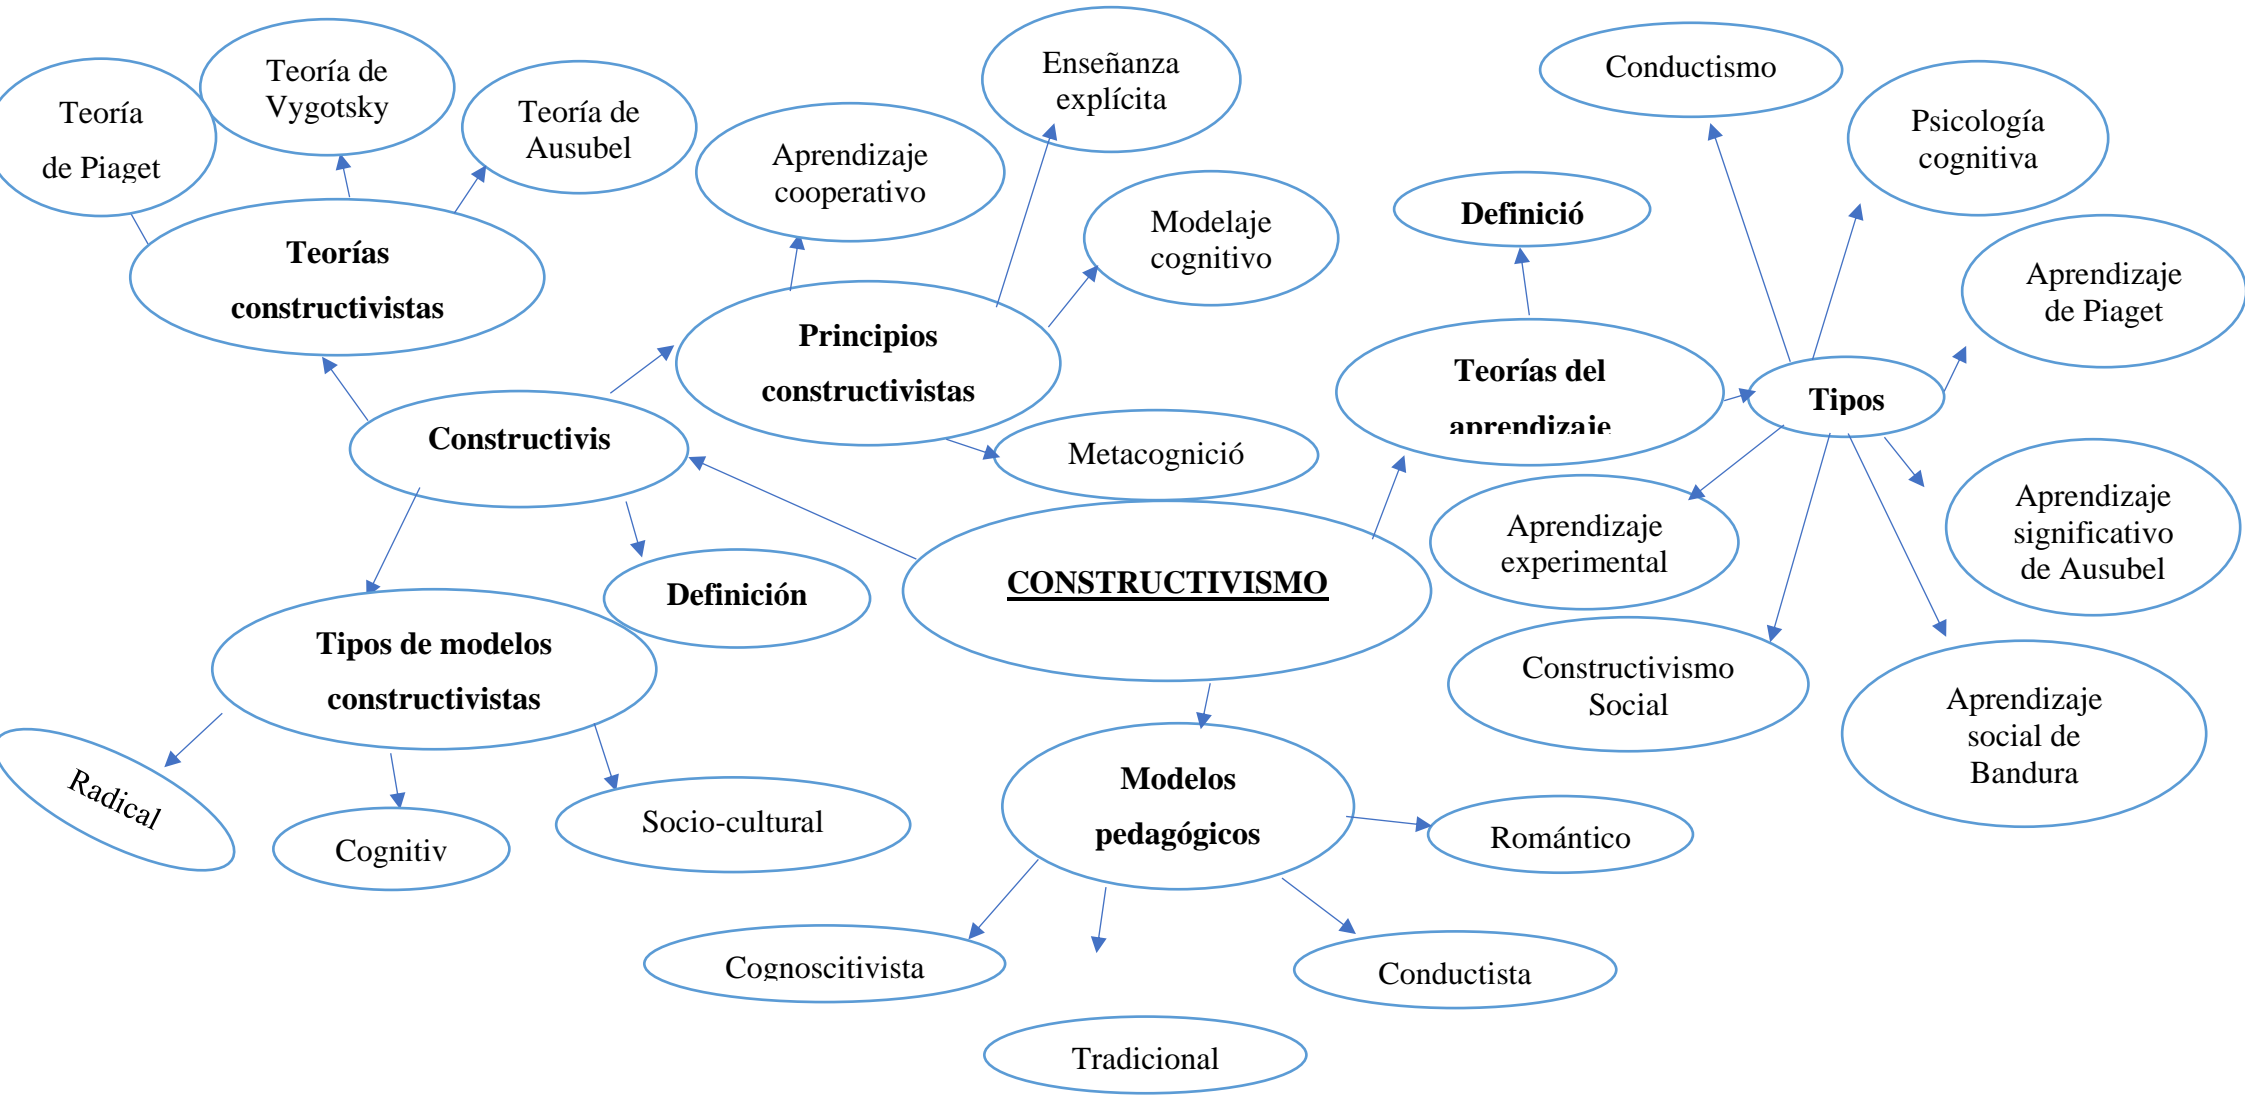 Teoría
de Piaget
Teoría de
Vygotsky
Teoría de
Ausubel
Teorías
constructivistas
Aprendizaje
cooperativo
Enseñanza
explícita
Modelaje
cognitivo
Principios
constructivistas
Metacognició
Constructivis
Definición
Tipos de modelos
constructivistas
Radical
Cognitiv
Socio-cultural
CONSTRUCTIVISMO
Definició
Teorías del
aprendizaje
Tipos
Conductismo
Psicología
cognitiva
Aprendizaje
de Piaget
Aprendizaje
significativo
de Ausubel
Aprendizaje
social de
Bandura
Constructivismo
Social
Aprendizaje
experimental
Modelos
pedagógicos
Romántico
Conductista
Tradicional
Cognoscitivista